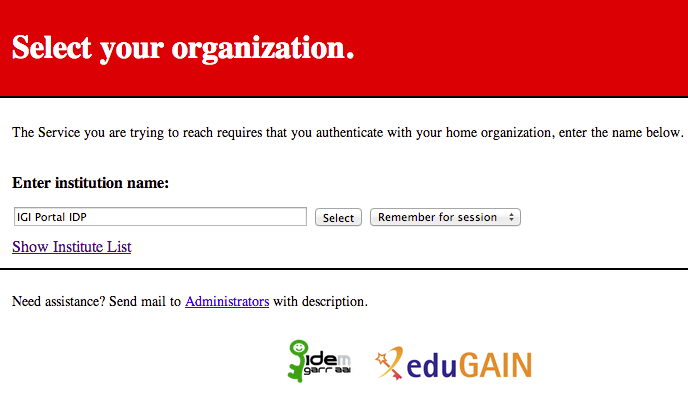 Select your organization.
The Service you are trying to reach requires that you authenticate with your home organization, enter the name below.
Enter institution name:
IGI Portal IDP Select Remember for session
Show Institute List
Need assistance? Send mail to Administrators with description.
idem
garr aai
eduGAIN